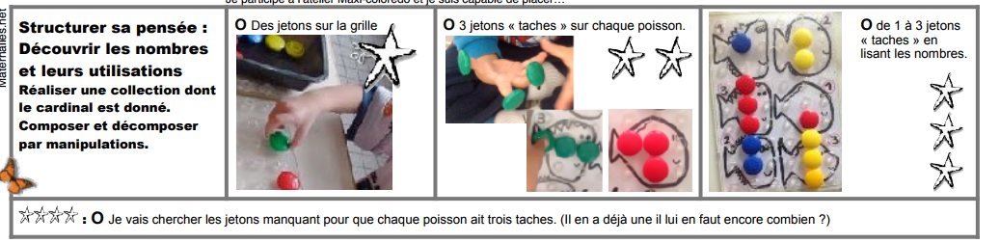 Je participe à l'atelier Maxi-coloredo et je suis capable de placer…
Maternailes.net
Structurer sa pensée :
Découvrir les nombres
et leurs utilisations
Réaliser une collection dont
le cardinal est donné.
Composer et décomposer
par manipulations.
O Des jetons sur la grille
O 3 jetons « taches » sur chaque poisson.
3
O de 1 à 3 jetons
« taches » en
lisant les nombres.
: O Je vais chercher les jetons manquant pour que chaque poisson ait trois taches. (Il en a déjà une il lui en faut encore combien ?)